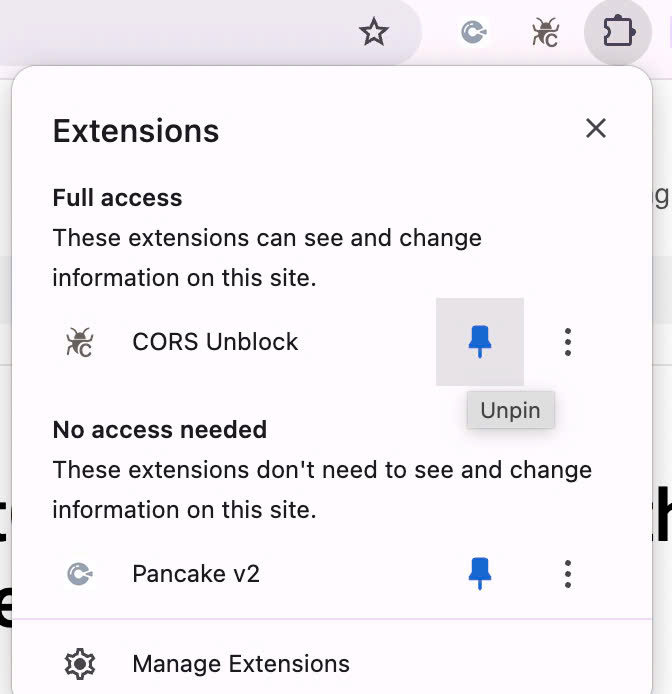 Extensions
Full access
These extensions can see and change
information on this site.
CORS Unblock
Unpin
No access needed
These extensions don't need to see and change
information on this site.
Pancake v2
Manage Extensions